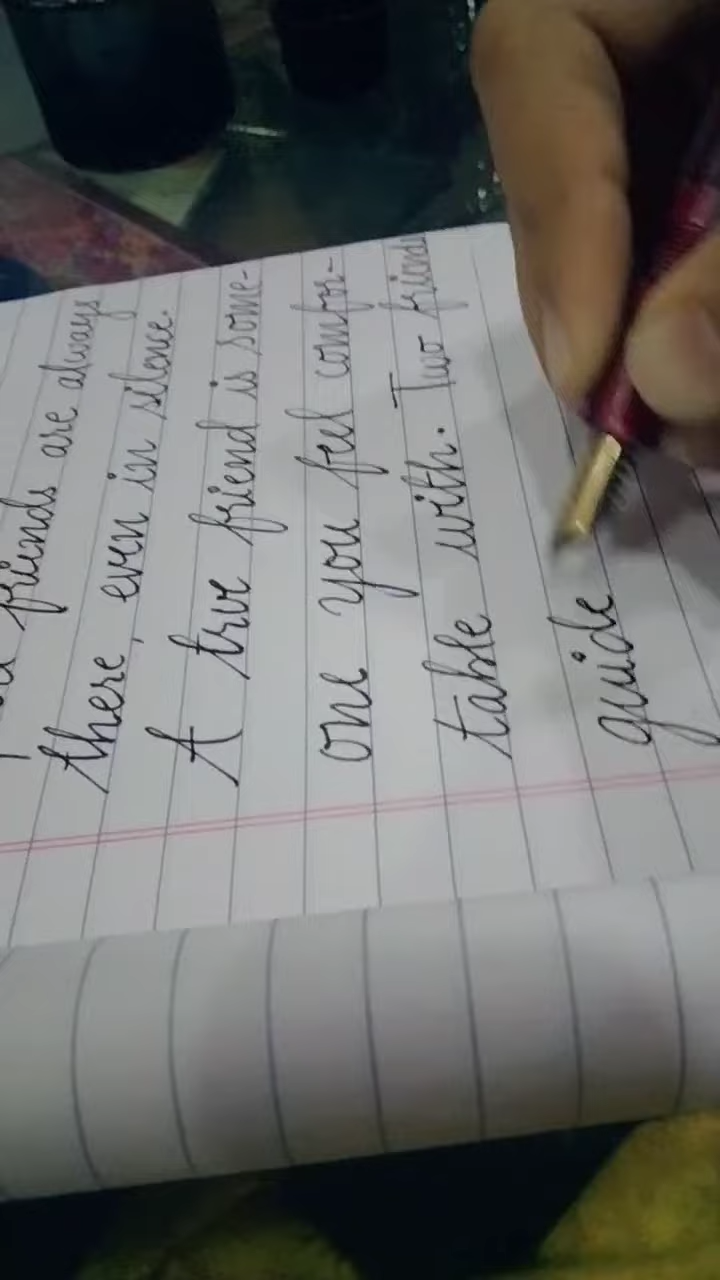 friends are always
there, even in silence.
A true friend is some-
one you feel comfor-
table with. Two friends
guide